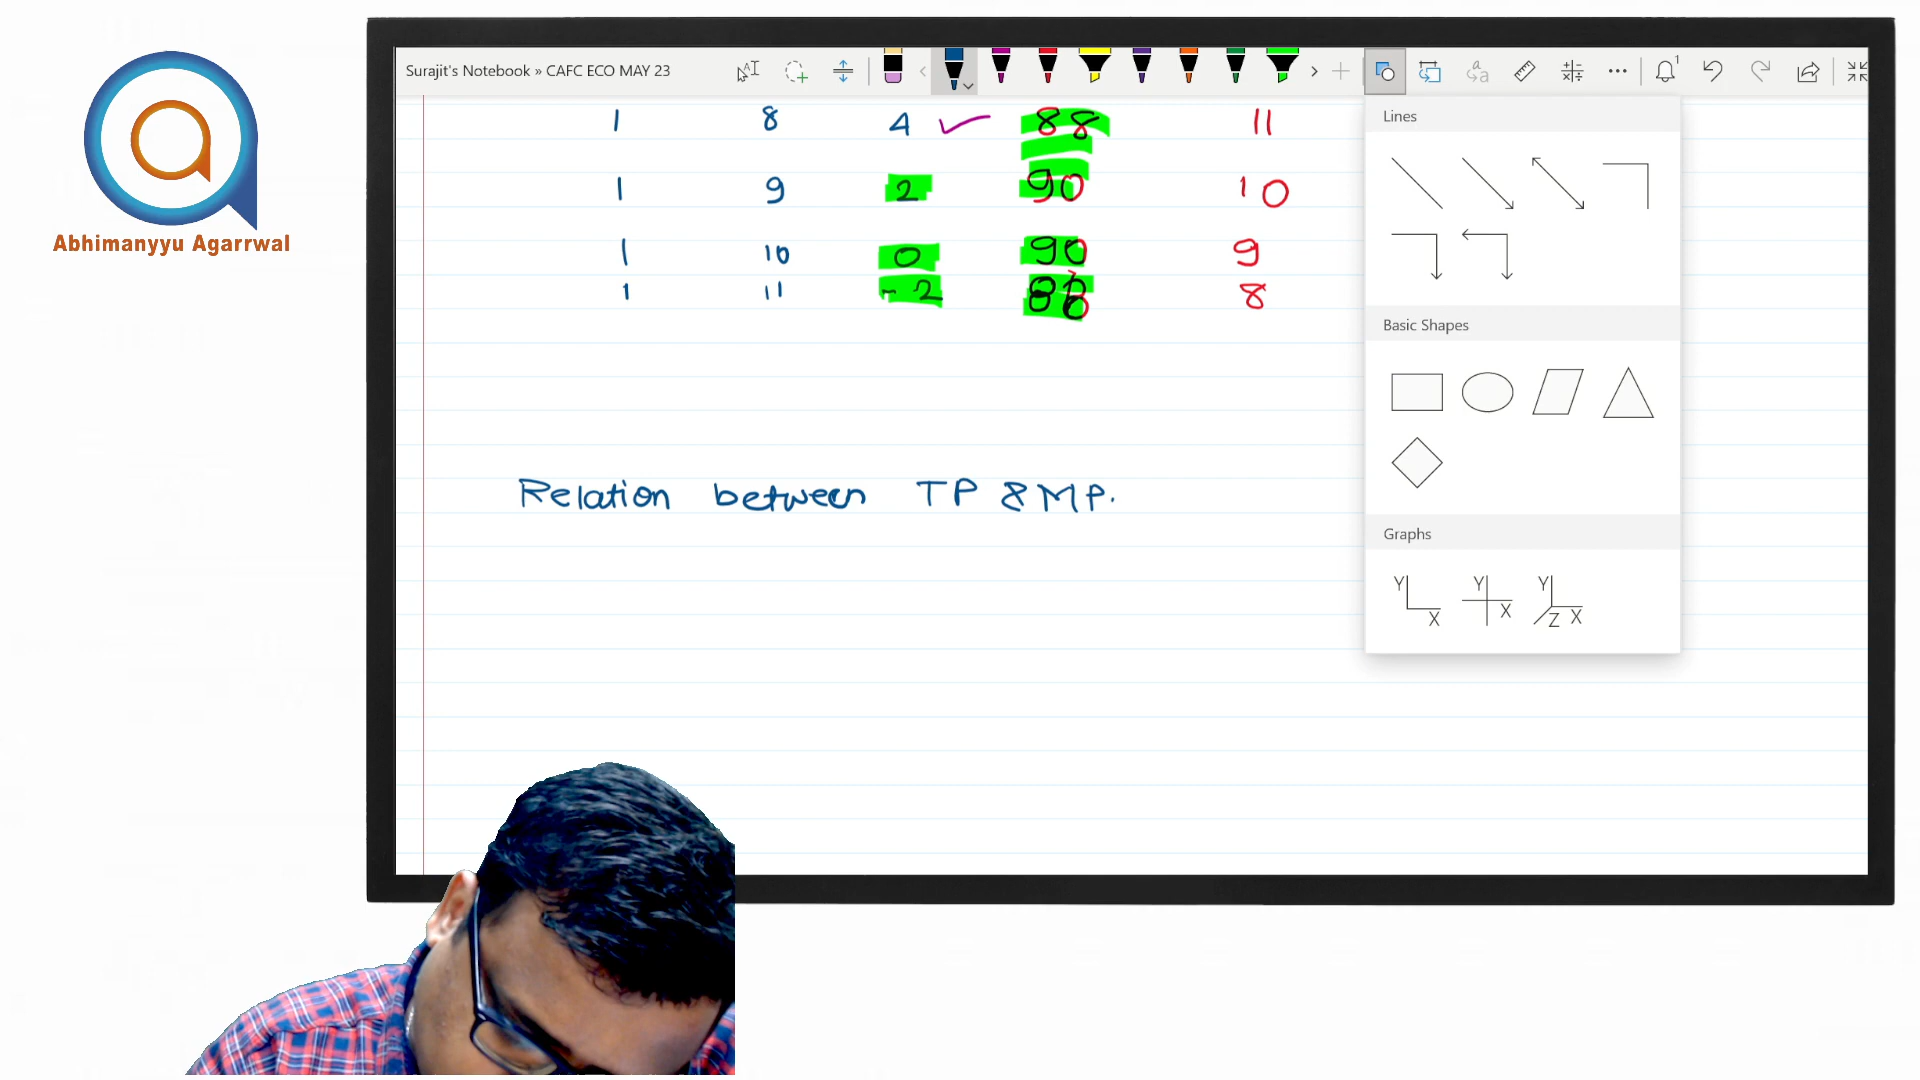 Surajit's Notebook » CAFC ECO MAY 23
Abhimanyyu Agarrwal
1 8 4 88 11
1 9 2 90 10
1 10 0 90 9
1 11 -2 8
Relation between TP & MP.
Lines
Basic Shapes
Graphs
Y X
Y X
Y Z X